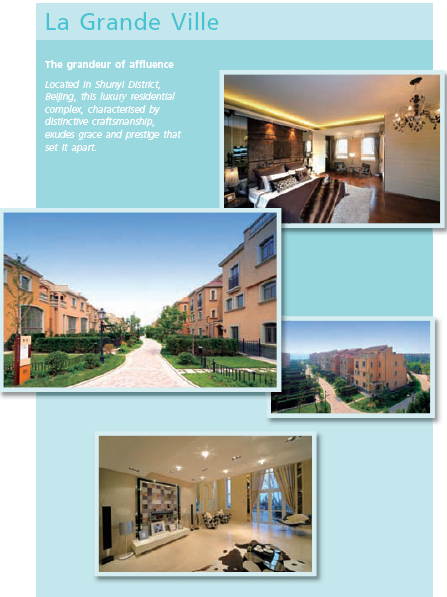 La Grande Ville
The grandeur of affluence
Located in Shunyi District,
Beijing, this luxury residential
complex, characterised by
distinctive craftsmanship,
exudes grace and prestige that
set it apart.